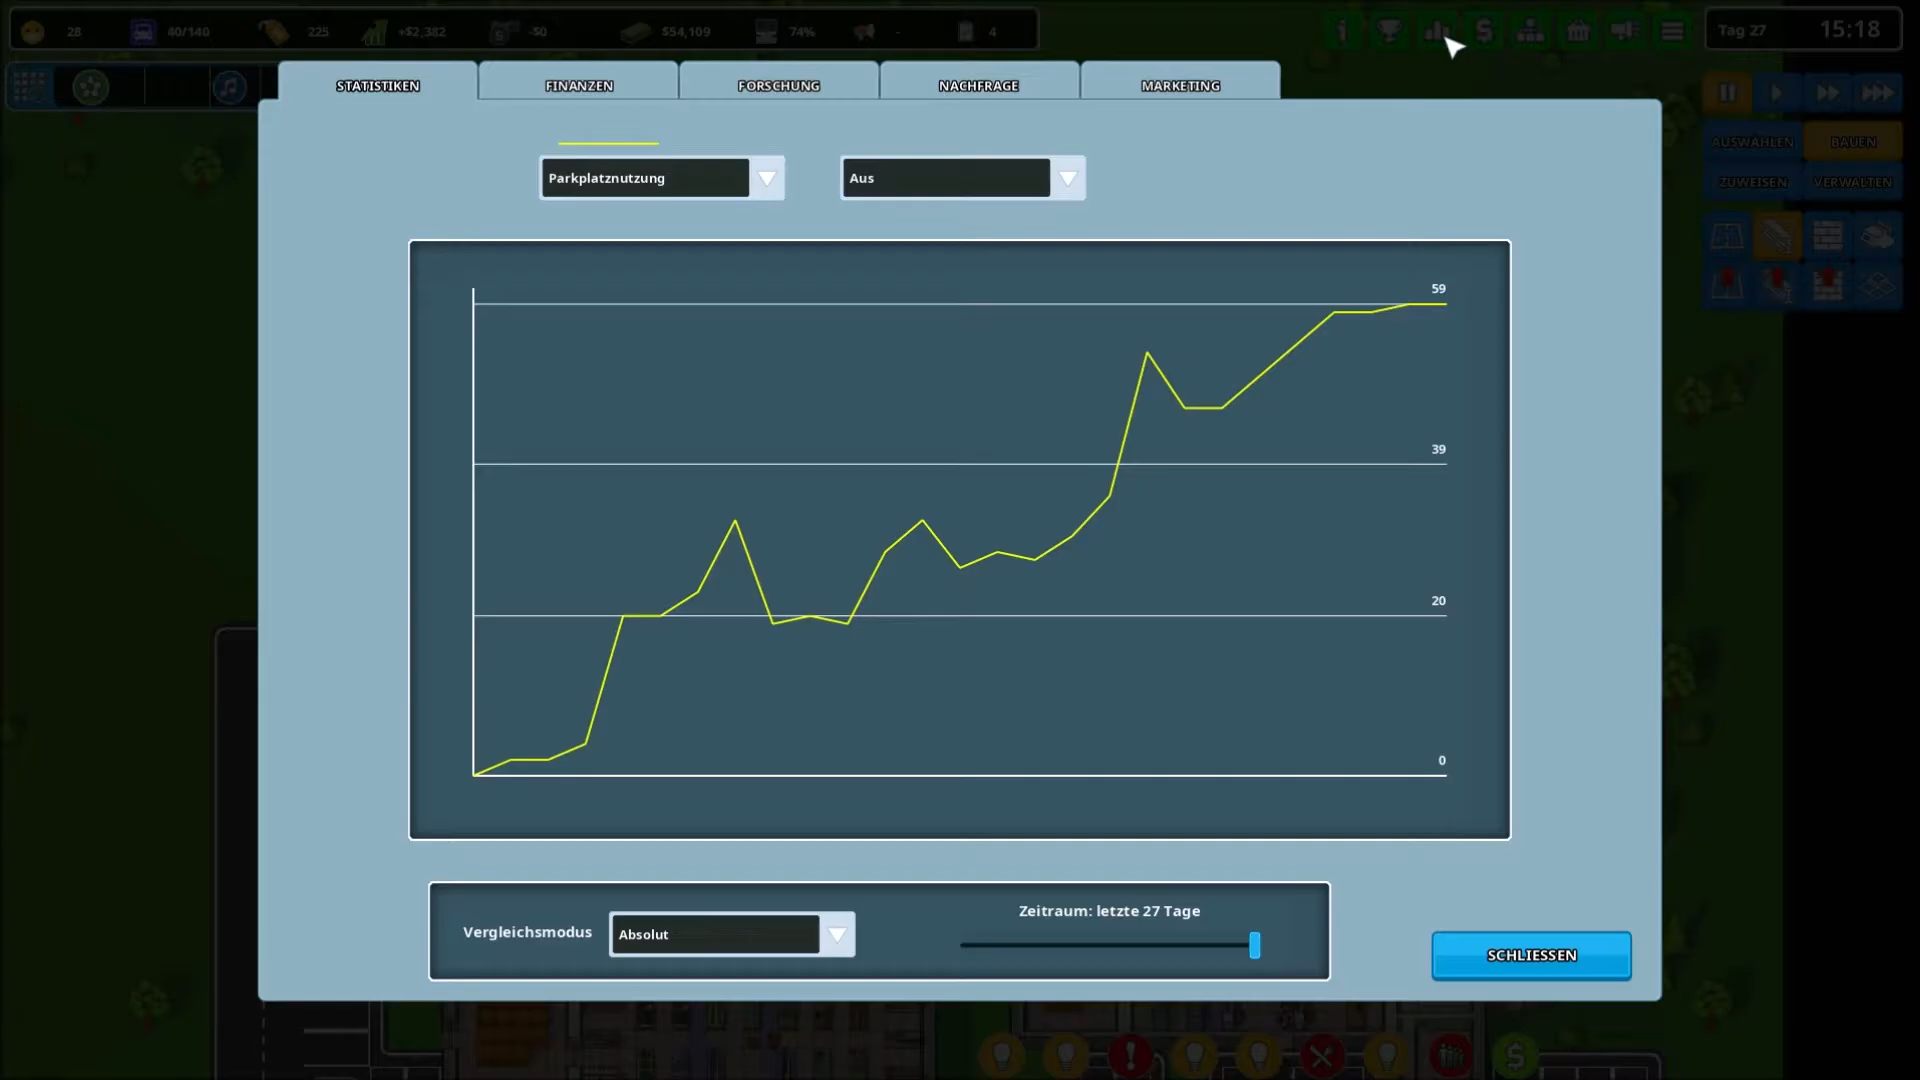 28 40/140 225 +$2,382 -$0 $54,109 74% - 4 Tag 27 15:18
STATISTIKEN FINANZEN FORSCHUNG NACHFRAGE MARKETING
AUSWÄHLEN BAUEN
ZUWEISEN VERWALTEN
Parkplatznutzung Aus
59
39
20
0
Zeitraum: letzte 27 Tage
Vergleichsmodus Absolut
SCHLIESSEN